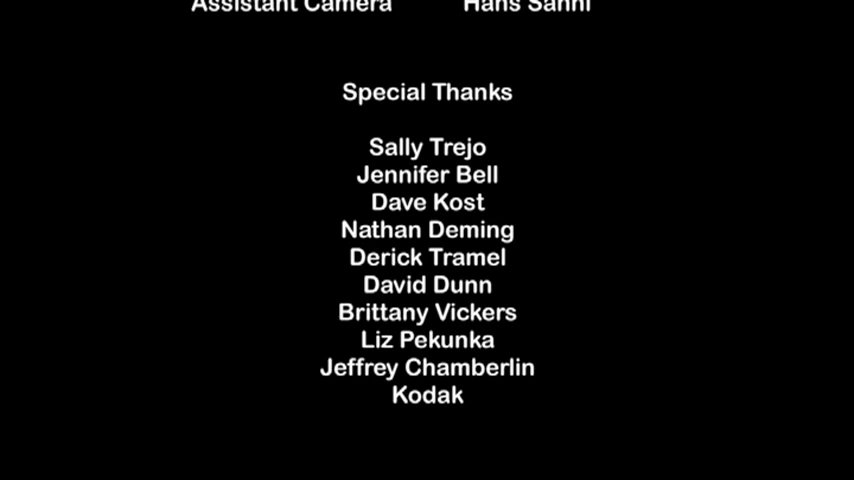 Assistant Camera Hans Sahni
Special Thanks
Sally Trejo
Jennifer Bell
Dave Kost
Nathan Deming
Derick Tramel
David Dunn
Brittany Vickers
Liz Pekunka
Jeffrey Chamberlin
Kodak